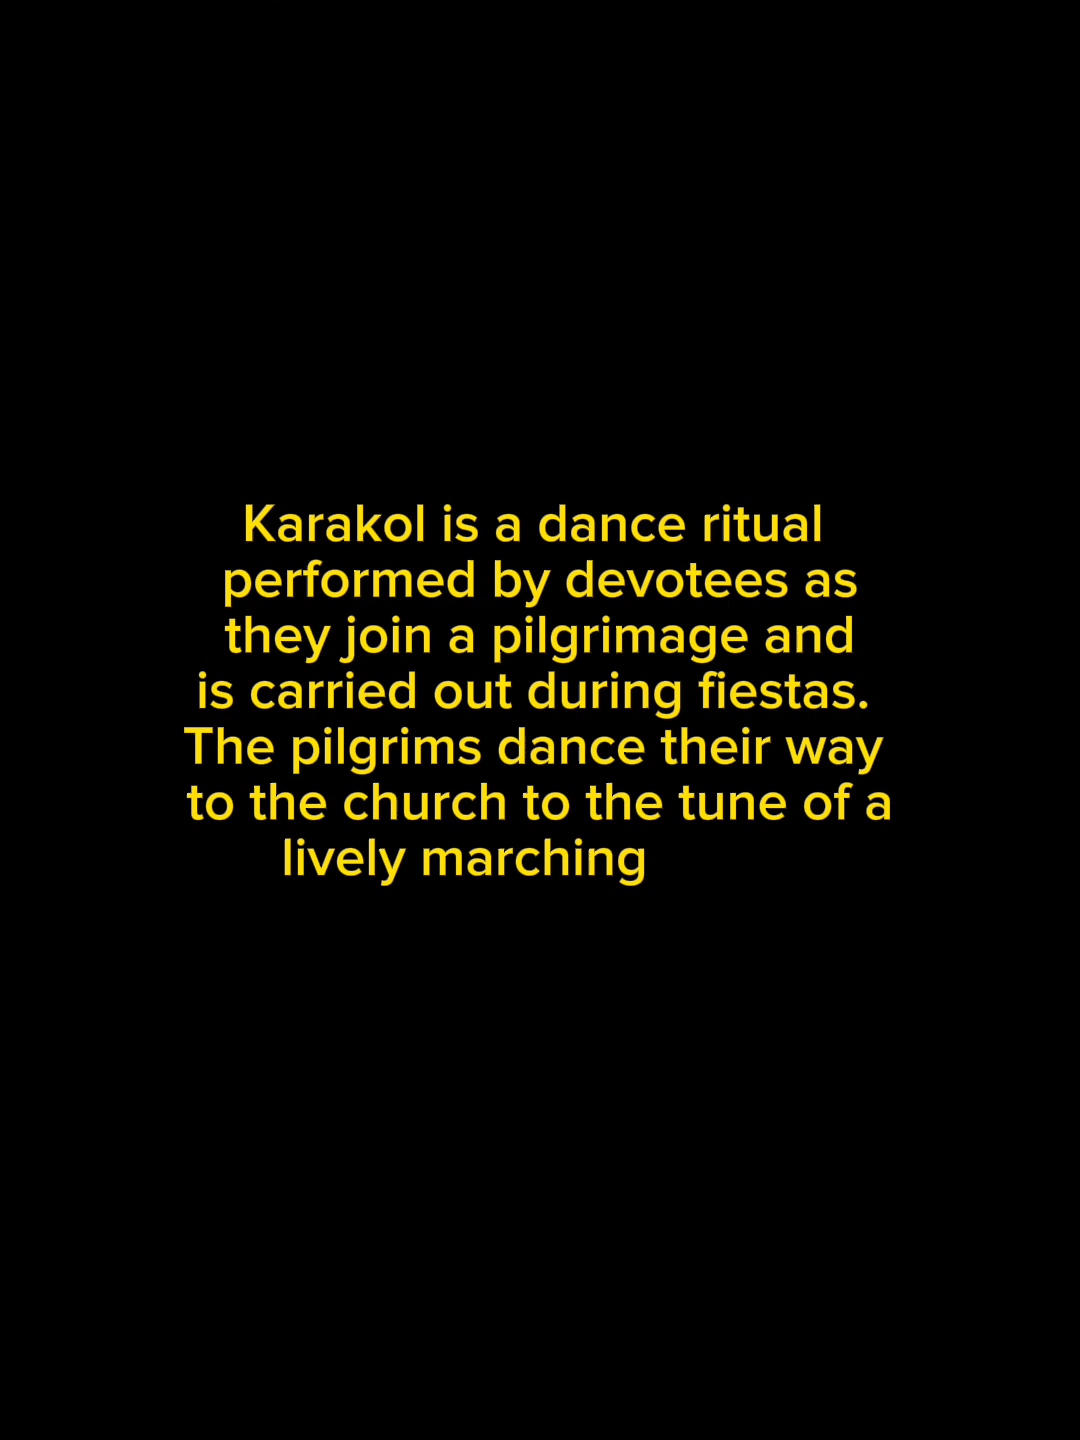 Karakol is a dance ritual
performed by devotees as
they join a pilgrimage and
is carried out during fiestas.
The pilgrims dance their way
to the church to the tune of a
lively marching